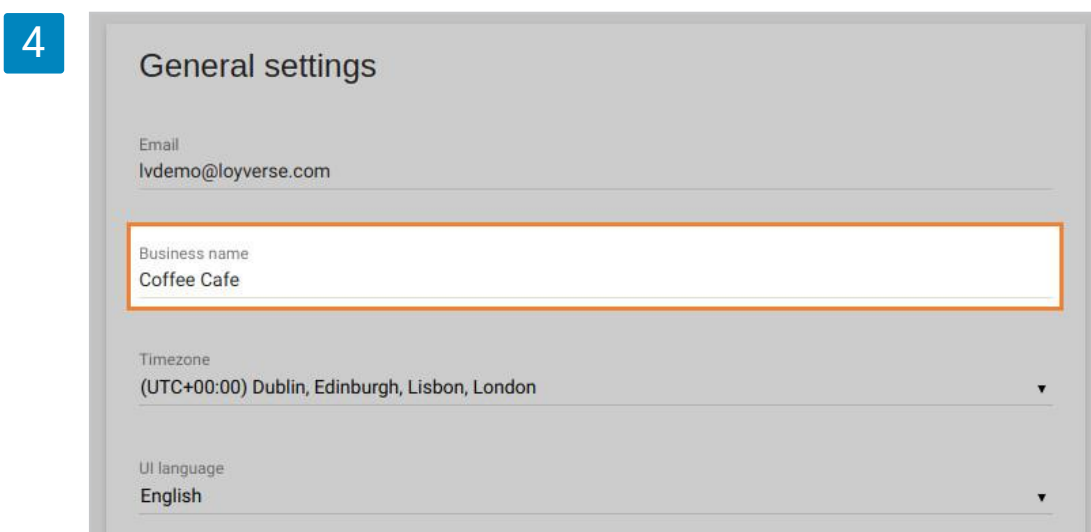 4
General settings
Email
lvdemo@loyverse.com
Business name
Coffee Cafe
Timezone
(UTC+00:00) Dublin, Edinburgh, Lisbon, London
UI language
English